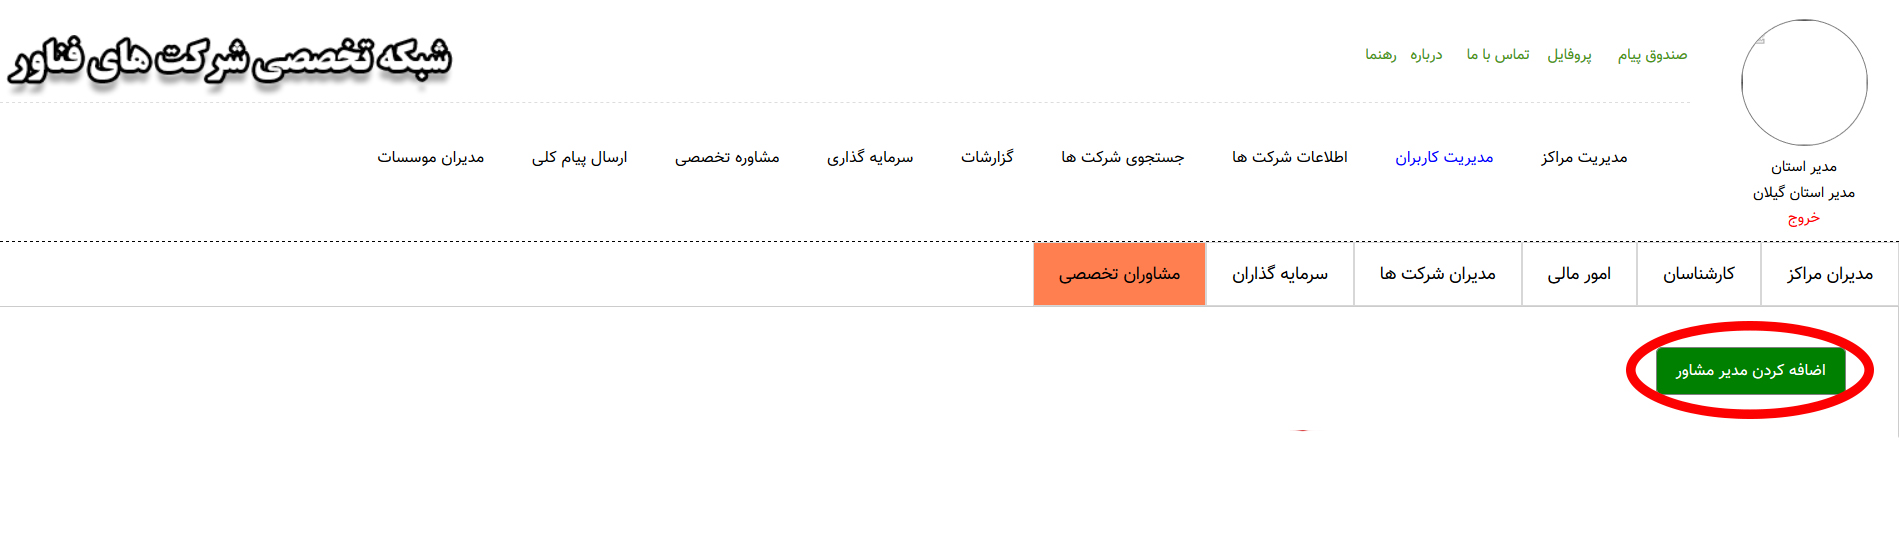 شبکه تخصصی شرکت های فناور
صندوق پیام پروفایل تماس با ما درباره رهنما
مدیریت مراکز مدیریت کاربران اطلاعات شرکت ها جستجوی شرکت ها گزارشات سرمایه گذاری مشاوره تخصصی ارسال پیام کلی مدیران موسسات
مدیر استان
مدیر استان گیلان
خروج
مدیران مراکز کارشناسان امور مالی مدیران شرکت ها سرمایه گذاران مشاوران تخصصی
اضافه کردن مدیر مشاور